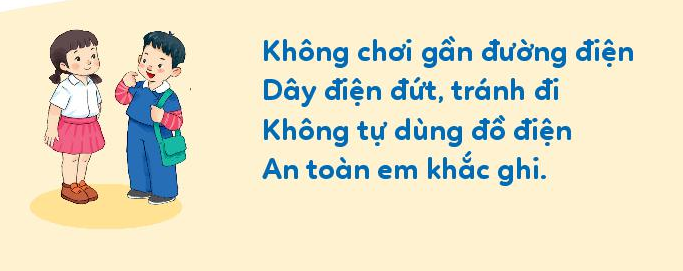 Không chơi gần đường điện
Dây điện đứt, tránh đi
Không tự dùng đồ điện
An toàn em khắc ghi.